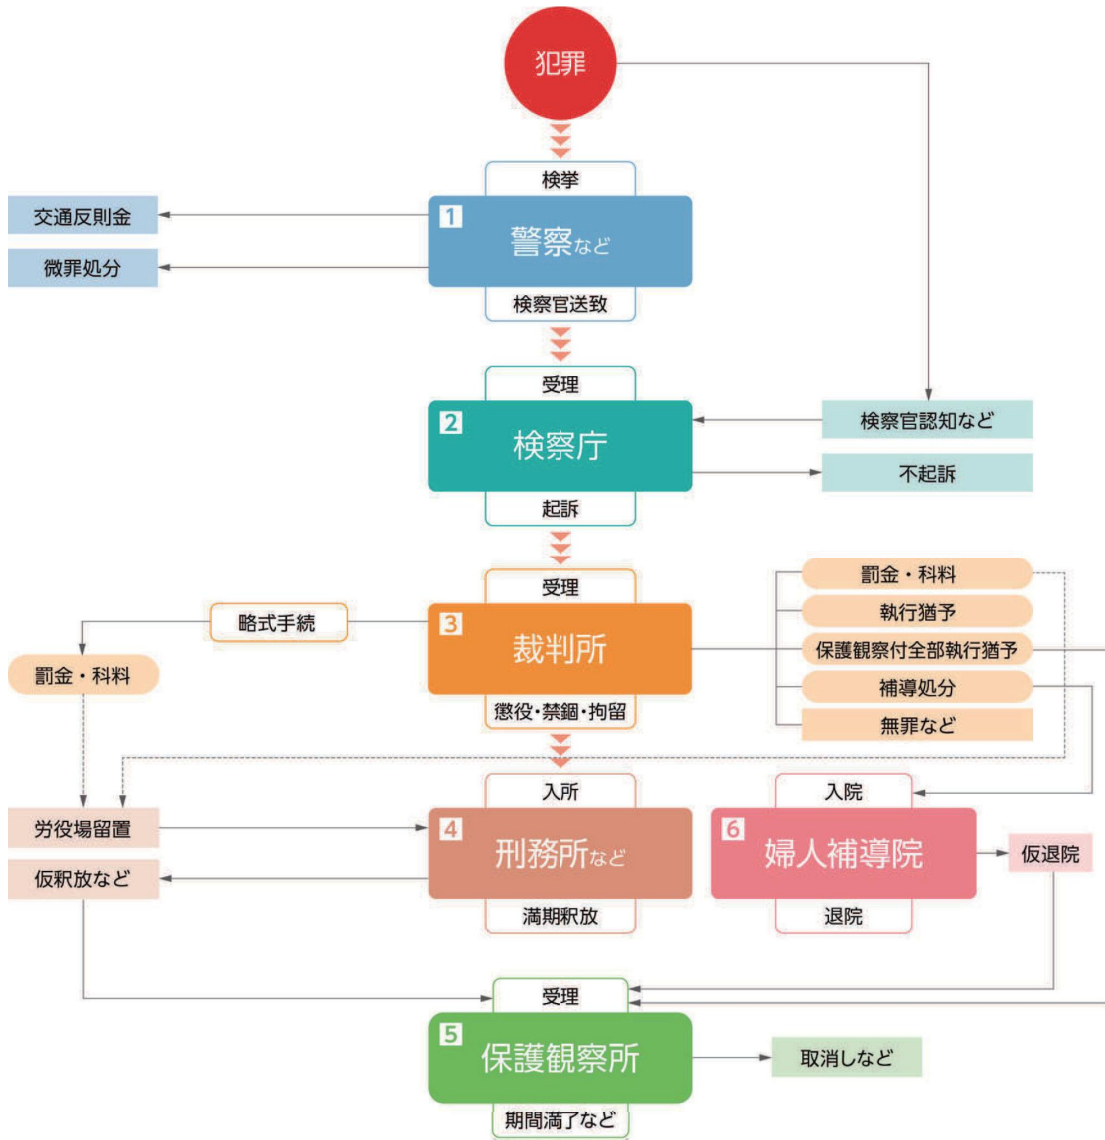 犯罪
検挙
1
警察など
検察官送致
交通反則金
微罪処分
受理
2
検察庁
起訴
検察官認知など
不起訴
受理
3
裁判所
懲役・禁錮・拘留
略式手続
罰金・科料
罰金・科料
執行猶予
保護観察付全部執行猶予
補導処分
無罪など
入所
4
刑務所など
満期釈放
労役場留置
仮釈放など
入院
6
婦人補導院
退院
仮退院
受理
5
保護観察所
期間満了など
取消しなど